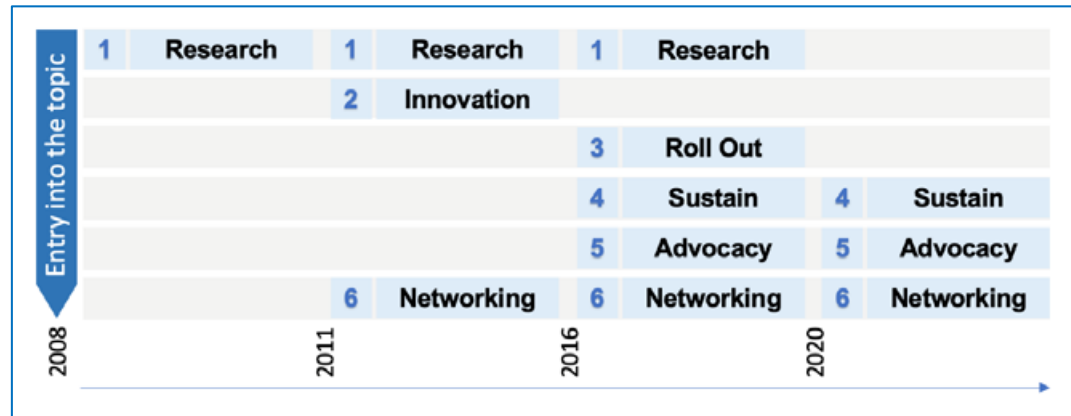 Entry into the topic
1 Research 1 Research 1 Research
2 Innovation
3 Roll Out
4 Sustain 4 Sustain
5 Advocacy 5 Advocacy
6 Networking 6 Networking 6 Networking
2008 2011 2016 2020